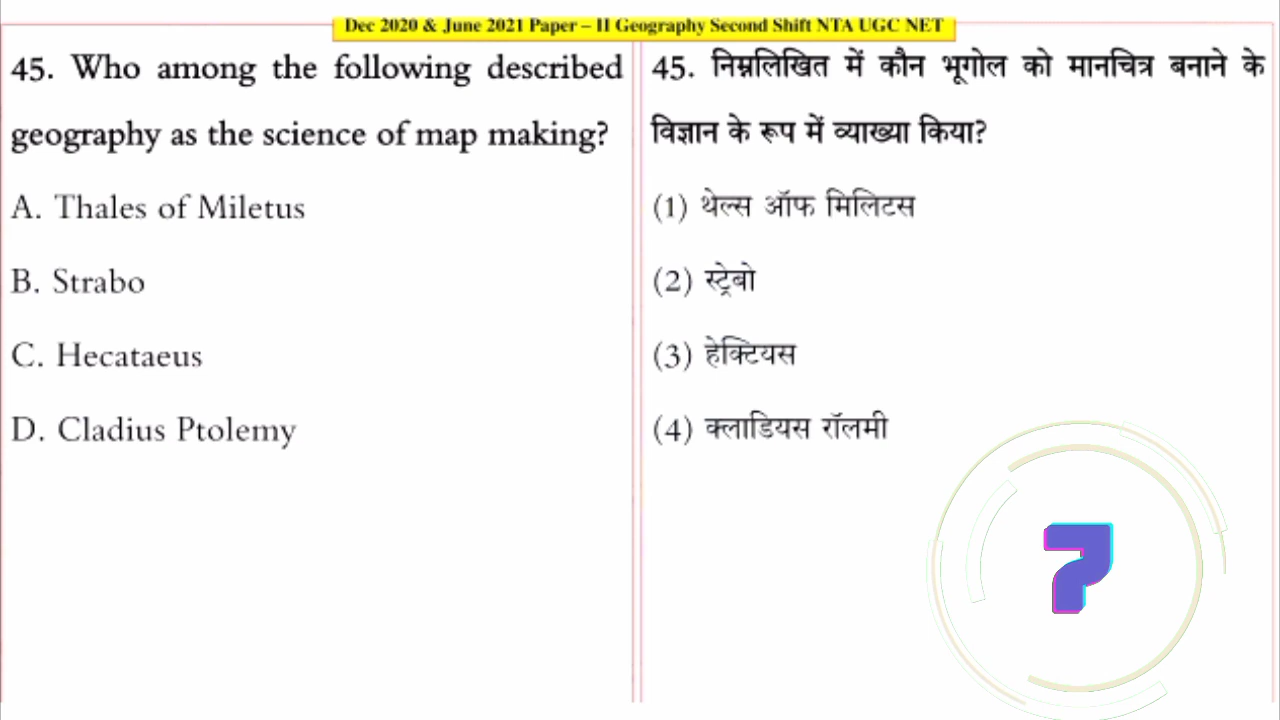 Dec 2020 & June 2021 Paper – II Geography Second Shift NTA UGC NET
45. Who among the following described
geography as the science of map making?
A. Thales of Miletus
B. Strabo
C. Hecataeus
D. Cladius Ptolemy
45. निम्नलिखित में कौन भूगोल को मानचित्र बनाने के
विज्ञान के रूप में व्याख्या किया?
(1) थेल्स ऑफ मिलिटस
(2) स्ट्रेबो
(3) हेक्टियस
(4) क्लाडियस रॉलमी
7